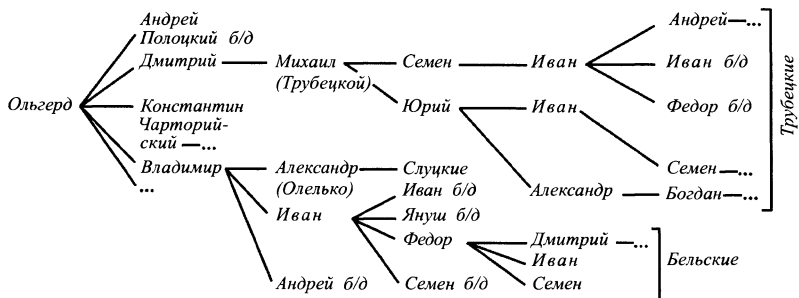 Андрей
Полоцкий б/д
Дмитрий
Михаил
(Трубецкой)
Семен
Иван
Андрей —...
Иван б/д
Федор б/д
Трубецкие
Ольгерд
Константин
Чарторий-
ский —...
Юрий
Иван
Семен —...
Владимир
Александр
(Олелько)
Слуцкие
Александр
Богдан —...
...
Иван
Иван б/д
Януш б/д
Федор
Дмитрий —...
Иван
Семен
Бельские
Андрей б/д
Семен б/д